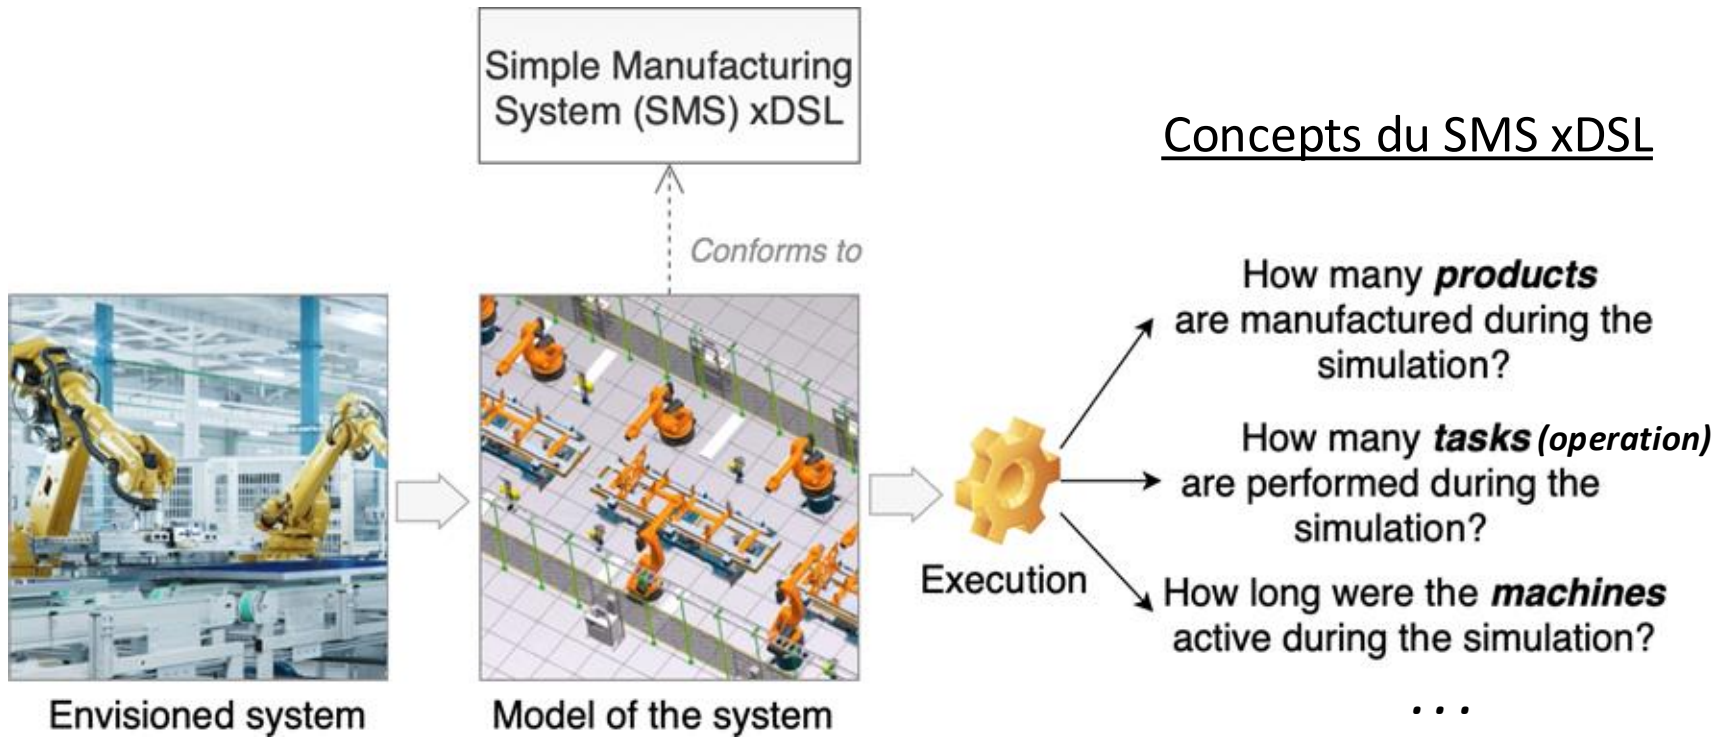 Simple Manufacturing
System (SMS) xDSL
Concepts du SMS xDSL
Conforms to
How many products
are manufactured during the
simulation?
How many tasks (operation)
are performed during the
simulation?
Execution
How long were the machines
active during the simulation?
Envisioned system
Model of the system
...